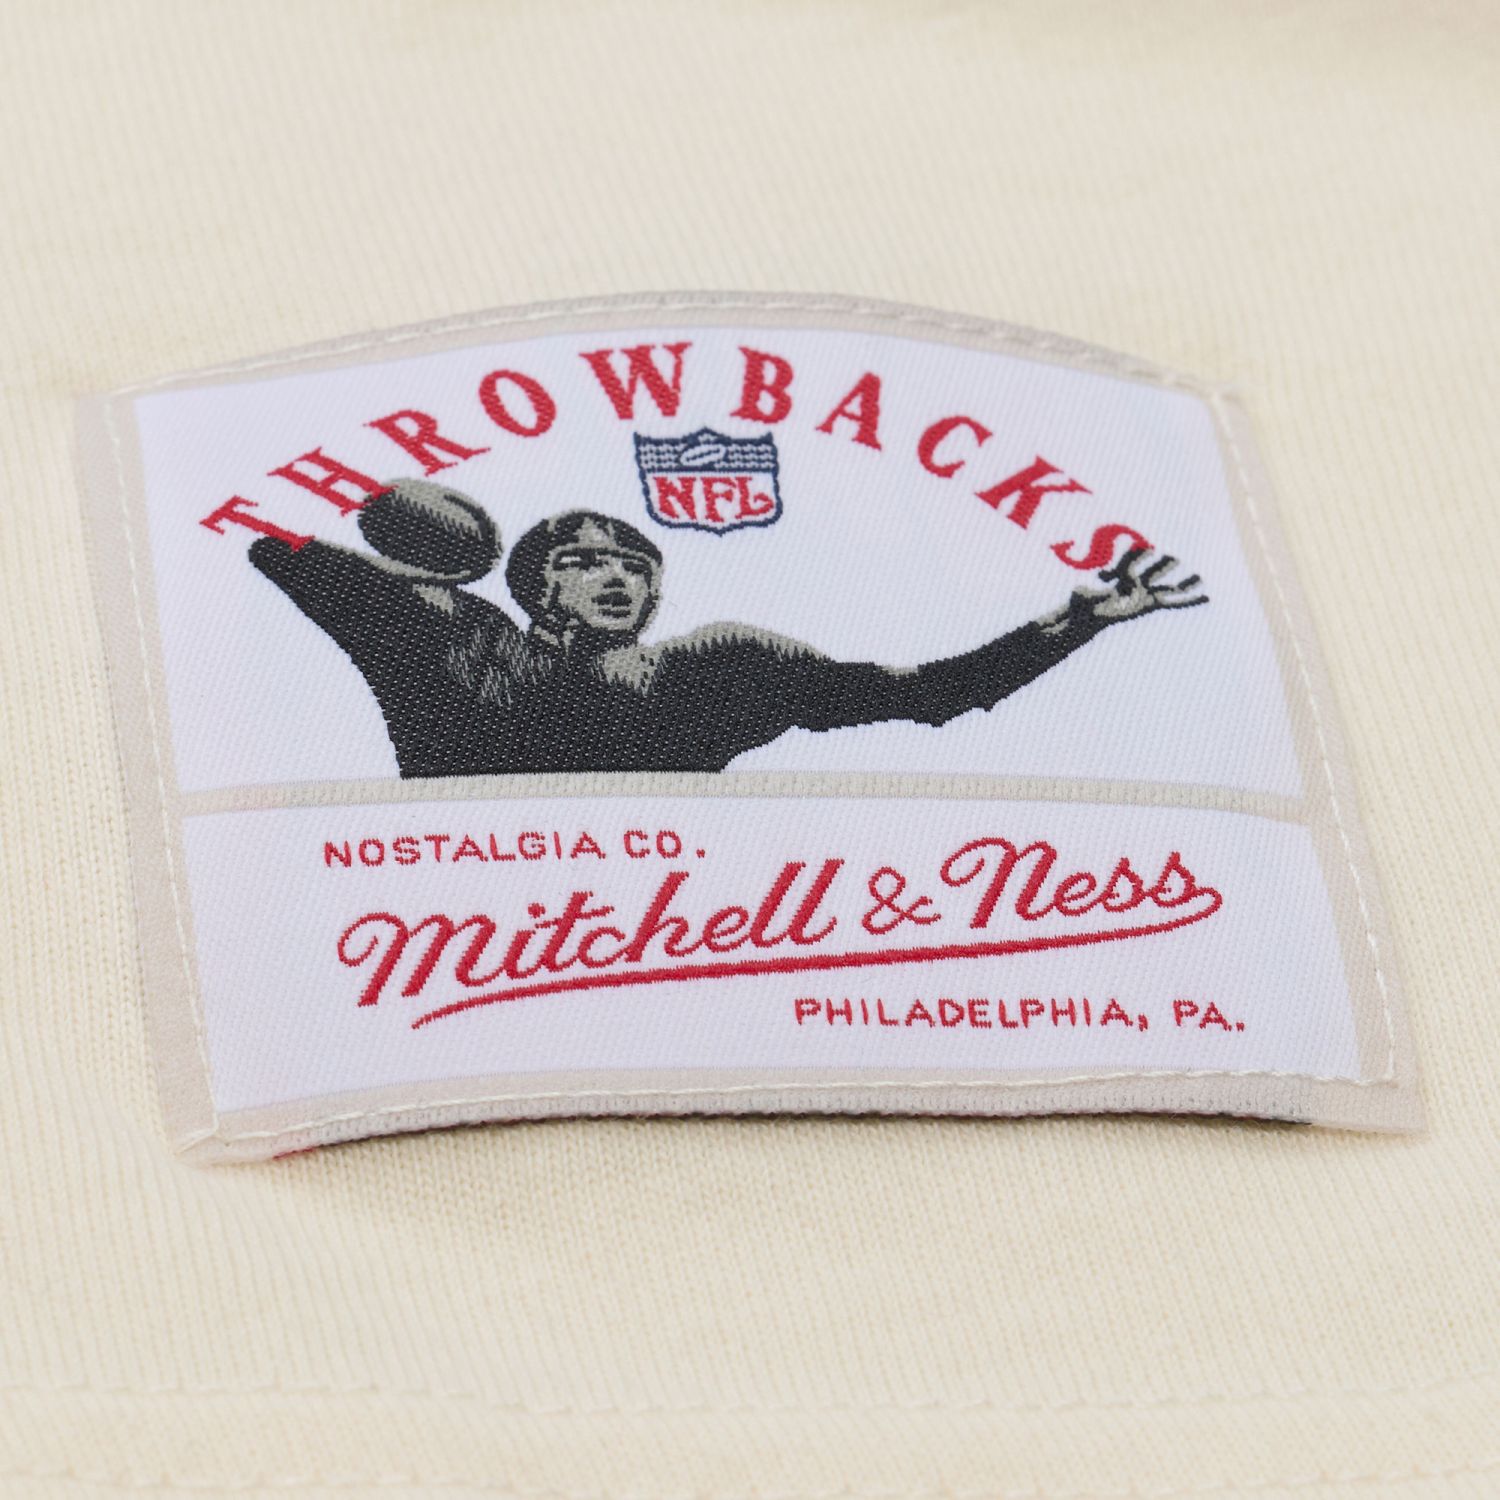 THROWBACKS
NFL
NOSTALGIA CO.
Mitchell & Ness
PHILADELPHIA, PA.